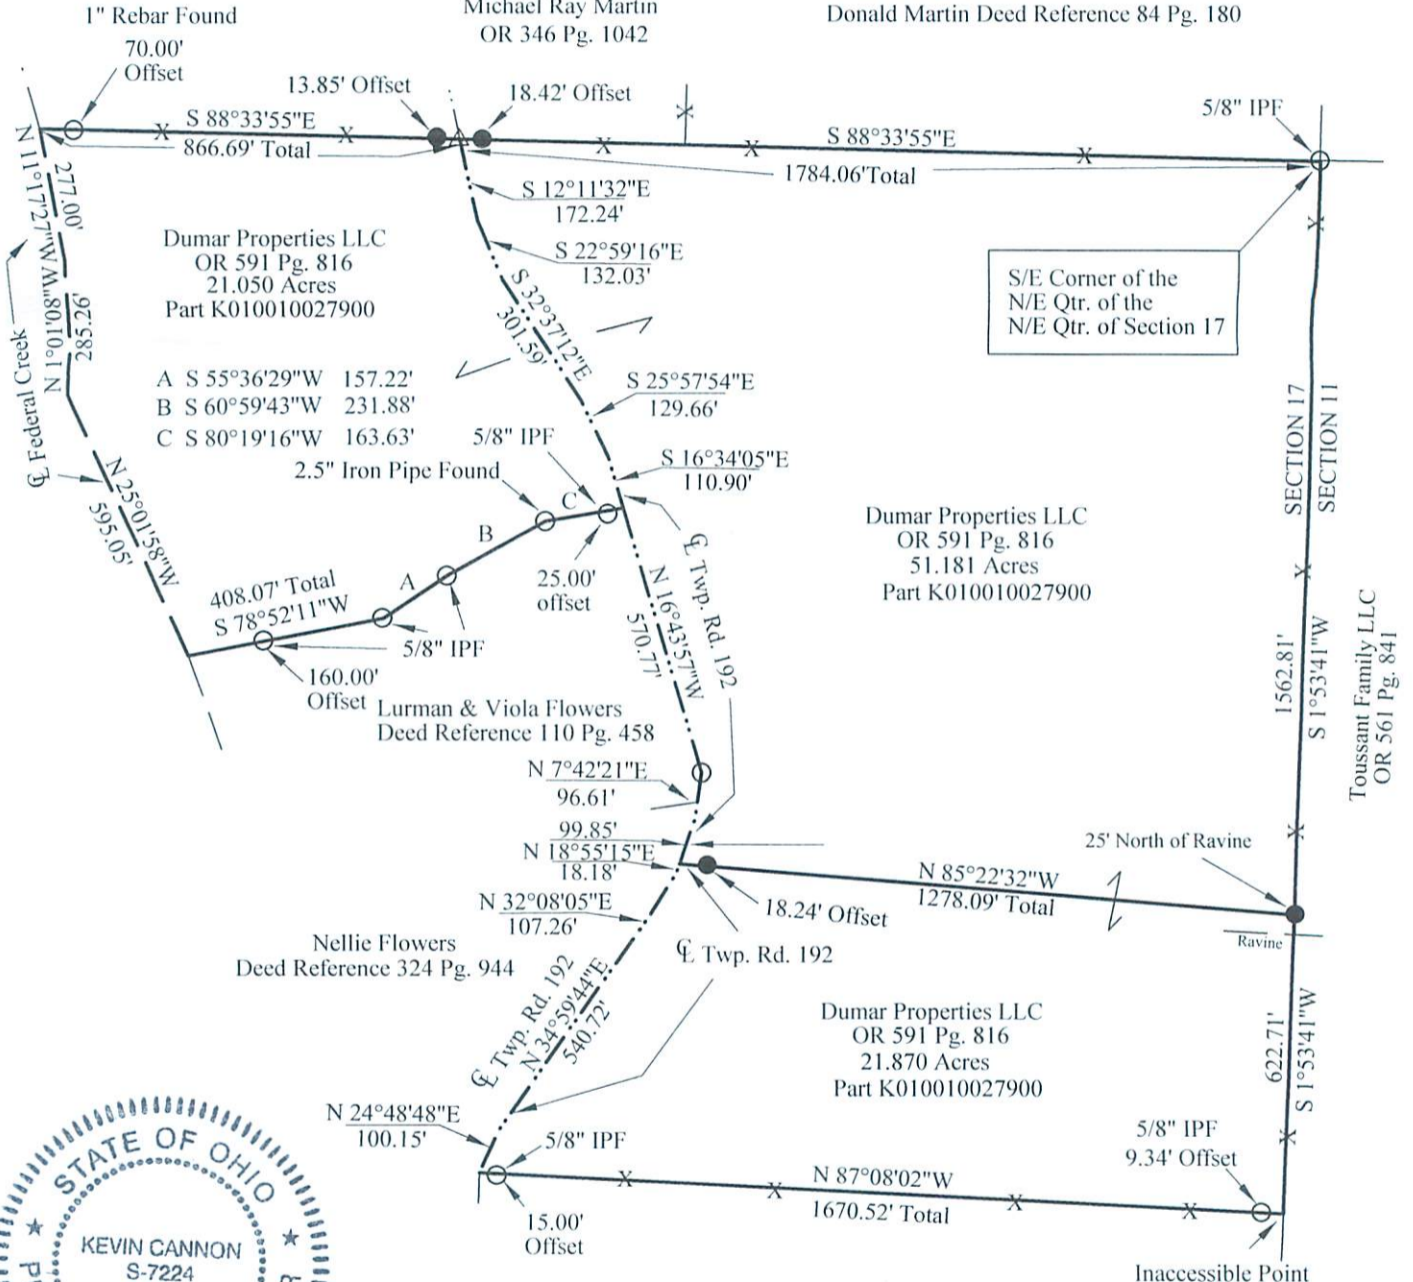 1" Rebar Found
Michael Ray Martin
OR 346 Pg. 1042
Donald Martin Deed Reference 84 Pg. 180
70.00'
Offset
13.85' Offset
18.42' Offset
5/8" IPF
S 88°33'55"E
866.69' Total
S 88°33'55"E
1784.06'Total
N 11°17'27"W
277.00'
S 12°11'32"E
172.24'
S 22°59'16"E
132.03'
Dumar Properties LLC
OR 591 Pg. 816
21.050 Acres
Part K010010027900
S/E Corner of the
N/E Qtr. of the
N/E Qtr. of Section 17
N 1°01'08"W
285.26'
℄ Federal Creek
S 32°37'12"E
301.59'
A S 55°36'29"W 157.22'
B S 60°59'43"W 231.88'
C S 80°19'16"W 163.63'
S 25°57'54"E
129.66'
5/8" IPF
2.5" Iron Pipe Found
S 16°34'05"E
110.90'
SECTION 17
SECTION 11
N 25°01'58"W
595.05'
A
B
C
25.00'
offset
Dumar Properties LLC
OR 591 Pg. 816
51.181 Acres
Part K010010027900
408.07' Total
S 78°52'11"W
5/8" IPF
160.00'
Offset
℄ Twp. Rd. 192
N 16°43'57"W
570.77'
1562.81'
S 1°53'41"W
Toussant Family LLC
OR 561 Pg. 841
Lurman & Viola Flowers
Deed Reference 110 Pg. 458
N 7°42'21"E
96.61'
99.85'
N 18°55'15"E
18.18'
25' North of Ravine
N 85°22'32"W
1278.09' Total
18.24' Offset
N 32°08'05"E
107.26'
Ravine
Nellie Flowers
Deed Reference 324 Pg. 944
℄ Twp. Rd. 192
℄ Twp. Rd. 192
N 34°59'44"E
540.72'
Dumar Properties LLC
OR 591 Pg. 816
21.870 Acres
Part K010010027900
622.71'
S 1°53'41"W
N 24°48'48"E
100.15'
5/8" IPF
5/8" IPF
9.34' Offset
N 87°08'02"W
1670.52' Total
15.00'
Offset
Inaccessible Point
STATE OF OHIO
KEVIN CANNON
S-7224